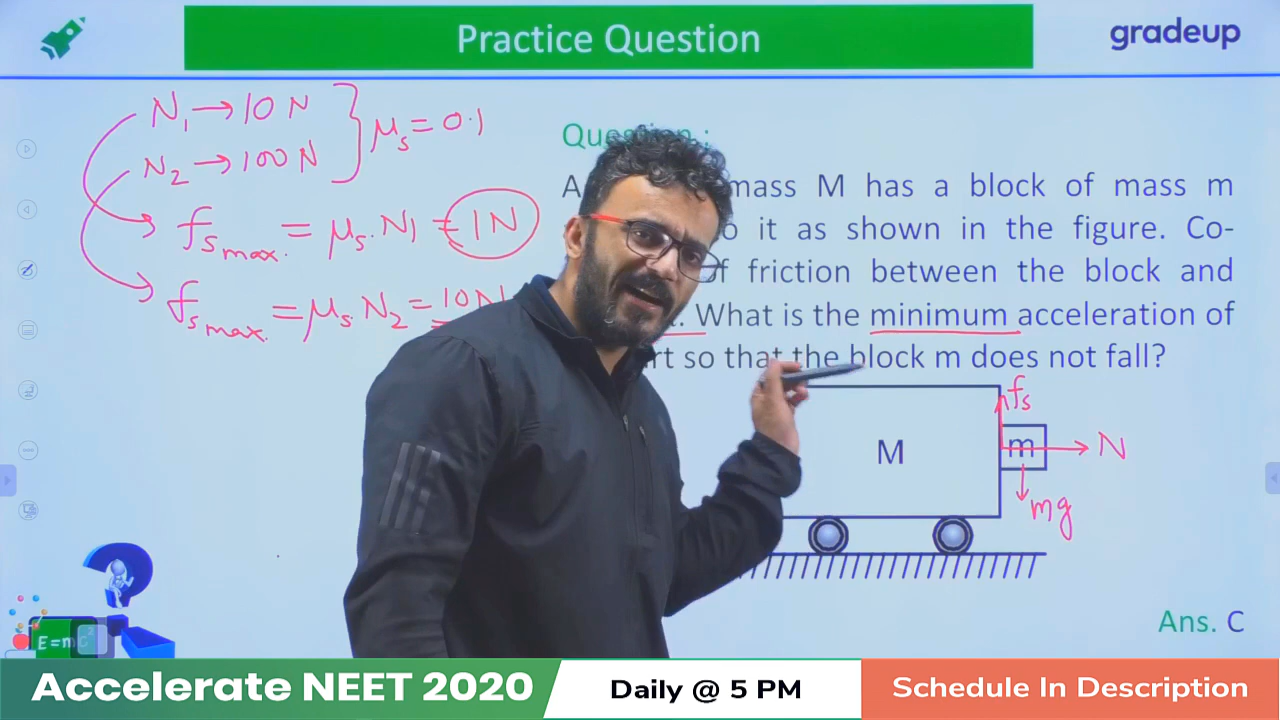 Practice Question
gradeup
N₁ → 10 N
N₂ → 100 N
μₛ = 0.1
fₛ max. = μₛ. N₁ = 1N
fₛ max. = μₛ N₂ = 10N
Question :
A mass M has a block of mass m
it as shown in the figure. Co-
friction between the block and
What is the minimum acceleration of
so that the block m does not fall?
fₛ
M
m
N
mg
E=mc²
Ans. C
Accelerate NEET 2020
Daily @ 5 PM
Schedule In Description